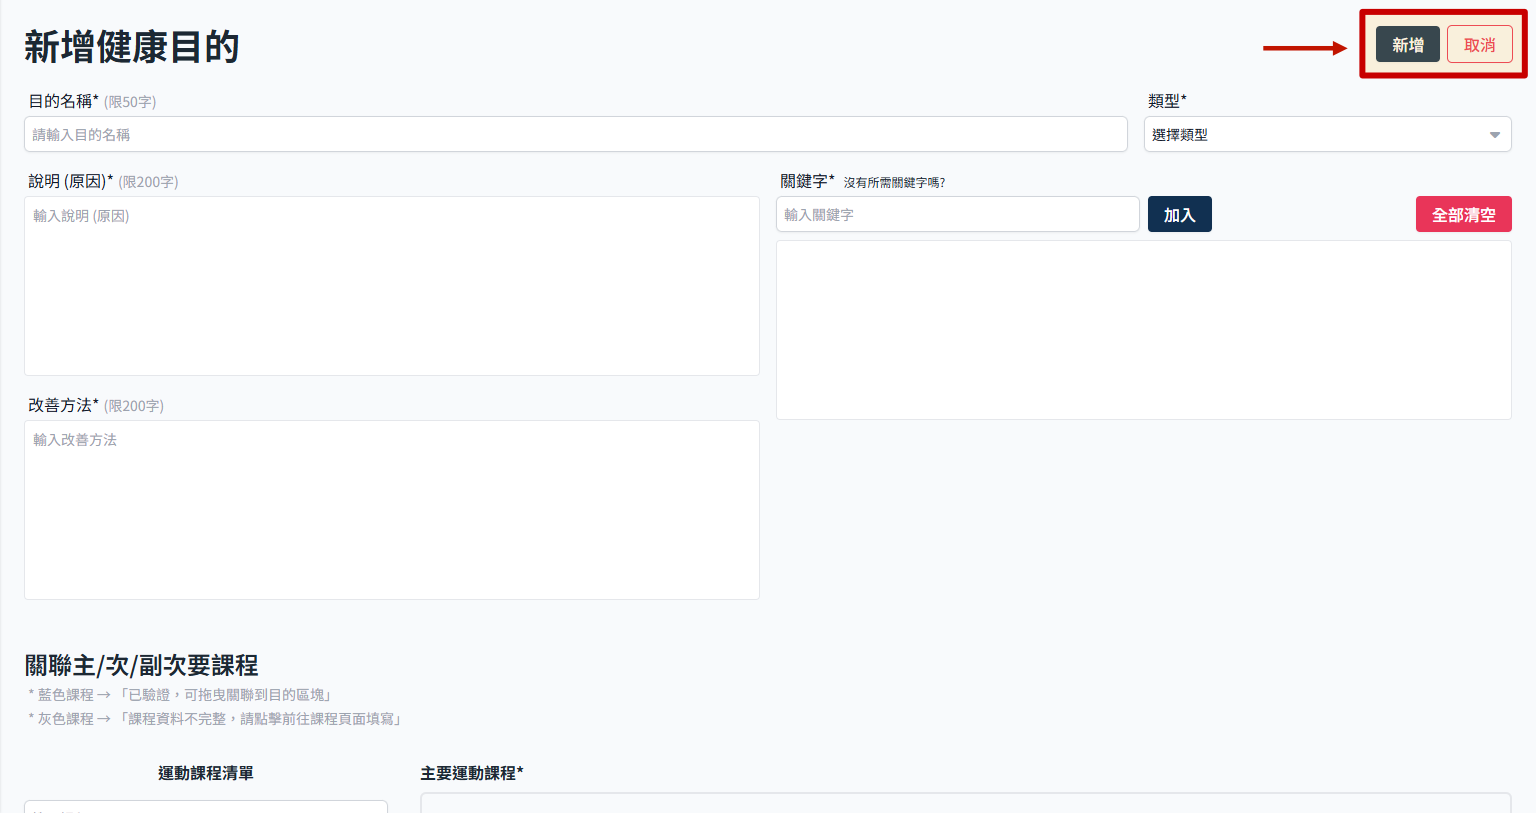 新增健康目的
新增 取消
目的名稱* (限50字) 類型*
請輸入目的名稱 選擇類型
說明 (原因)* (限200字) 關鍵字* 沒有所需關鍵字嗎?
輸入說明 (原因) 輸入關鍵字 加入 全部清空
改善方法* (限200字)
輸入改善方法
關聯主/次/副次要課程
* 藍色課程 → 「已驗證，可拖曳關聯到目的區塊」
* 灰色課程 → 「課程資料不完整，請點擊前往課程頁面填寫」
運動課程清單 主要運動課程*